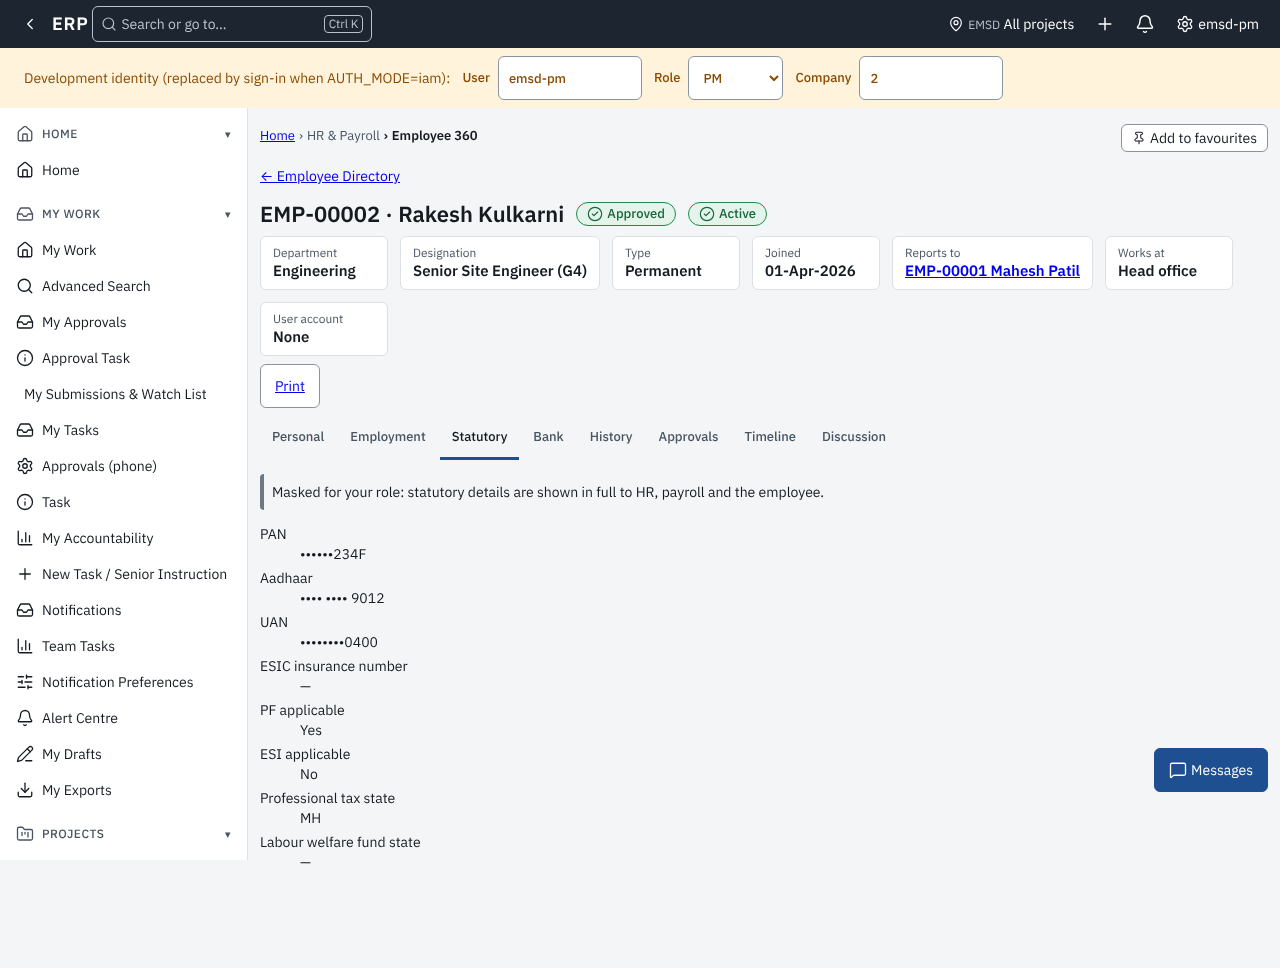 ERP
Search or go to...
Ctrl K
EMSD All projects
emsd-pm
Development identity (replaced by sign-in when AUTH_MODE=iam):
User
emsd-pm
Role
PM
Company
2
HOME
Home
MY WORK
My Work
Advanced Search
My Approvals
Approval Task
My Submissions & Watch List
My Tasks
Approvals (phone)
Task
My Accountability
New Task / Senior Instruction
Notifications
Team Tasks
Notification Preferences
Alert Centre
My Drafts
My Exports
PROJECTS
Home › HR & Payroll › Employee 360
Add to favourites
← Employee Directory
EMP-00002 · Rakesh Kulkarni
Approved
Active
Department
Engineering
Designation
Senior Site Engineer (G4)
Type
Permanent
Joined
01-Apr-2026
Reports to
EMP-00001 Mahesh Patil
Works at
Head office
User account
None
Print
Personal
Employment
Statutory
Bank
History
Approvals
Timeline
Discussion
Masked for your role: statutory details are shown in full to HR, payroll and the employee.
PAN
••••••234F
Aadhaar
•••• •••• 9012
UAN
••••••••0400
ESIC insurance number
—
PF applicable
Yes
ESI applicable
No
Professional tax state
MH
Labour welfare fund state
—
Messages